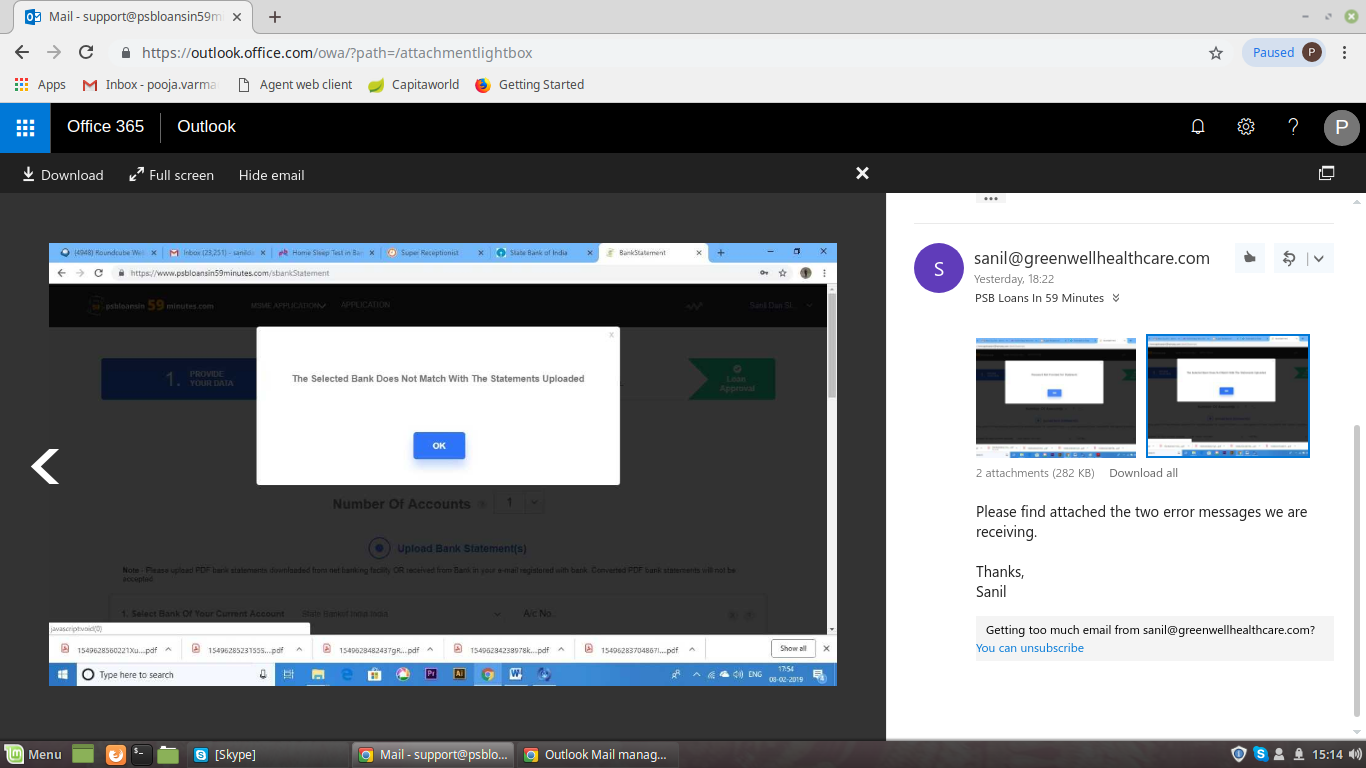 Mail - support@psbloansin59m
https://outlook.office.com/owa/?path=/attachmentlightbox
Paused P
Apps
Inbox - pooja.varma
Agent web client
Capitaworld
Getting Started
Office 365
Outlook
P
Download
Full screen
Hide email
(4948) Roundcube We
Inbox (23,251) - sanil
Home Sleep Test in Ba
Super Receptionist
State Bank of India
BankStatement
https://www.psbloansin59minutes.com/sbankStatement
psbloansin 59 minutes.com
MSME APPLICATION
APPLICATION
x
1. PROVIDE
YOUR DATA
Loan
Approval
The Selected Bank Does Not Match With The Statements Uploaded
OK
Number Of Accounts
1
Upload Bank Statement(s)
Note - Please upload PDF bank statements downloaded from net banking facility OR received from Bank in your e-mail registered with bank. Converted PDF bank statements will not be
accepted.
1. Select Bank Of Your Current Account
A/c No.
javascript:void(0)
1549628560221Xu....pdf
15496285231555....pdf
1549628482437gR....pdf
15496284238978k....pdf
1549628370486?l....pdf
Show all
Type here to search
ENG
17:54
08-02-2019
S
sanil@greenwellhealthcare.com
Yesterday, 18:22
PSB Loans In 59 Minutes
2 attachments (282 KB)
Download all
Please find attached the two error messages we are
receiving.
Thanks,
Sanil
Getting too much email from sanil@greenwellhealthcare.com?
You can unsubscribe
Menu
[Skype]
Mail - support@psblo...
Outlook Mail manag...
15:14